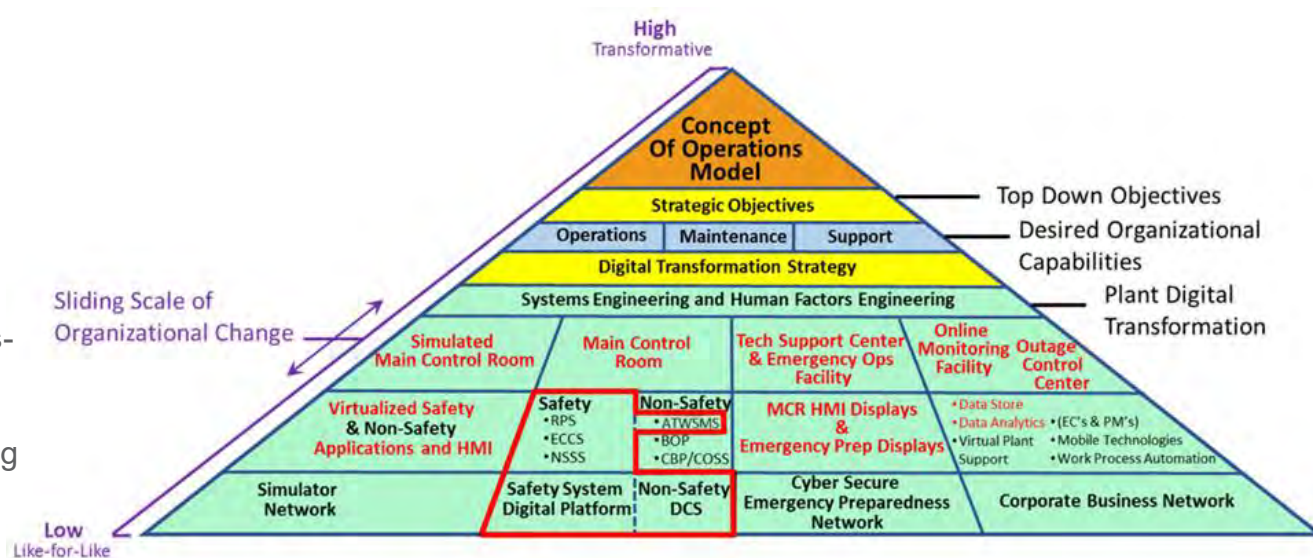 High
Transformative
Concept
Of Operations
Model
Strategic Objectives
Top Down Objectives
Operations
Maintenance
Support
Desired Organizational
Capabilities
Digital Transformation Strategy
Systems Engineering and Human Factors Engineering
Plant Digital
Transformation
Sliding Scale of
Organizational Change
s-
g
Simulated
Main Control Room
Main Control
Room
Tech Support Center
& Emergency Ops
Facility
Online
Monitoring
Facility
Outage
Control
Center
Virtualized Safety
& Non-Safety
Applications and HMI
Safety
•RPS
•ECCS
•NSSS
Non-Safety
•ATWSMS
•BOP
•CBP/COSS
MCR HMI Displays
&
Emergency Prep Displays
•Data Store
•Data Analytics
•Virtual Plant
Support
•(EC's & PM's)
•Mobile Technologies
•Work Process Automation
Simulator
Network
Safety System
Digital Platform
Non-Safety
DCS
Cyber Secure
Emergency Preparedness
Network
Corporate Business Network
Low
Like-for-Like